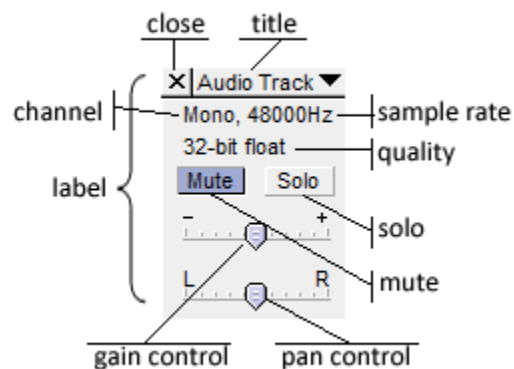 close title
X Audio Track
channel Mono, 48000Hz sample rate
32-bit float quality
label Mute Solo
- + solo
L R mute
gain control pan control